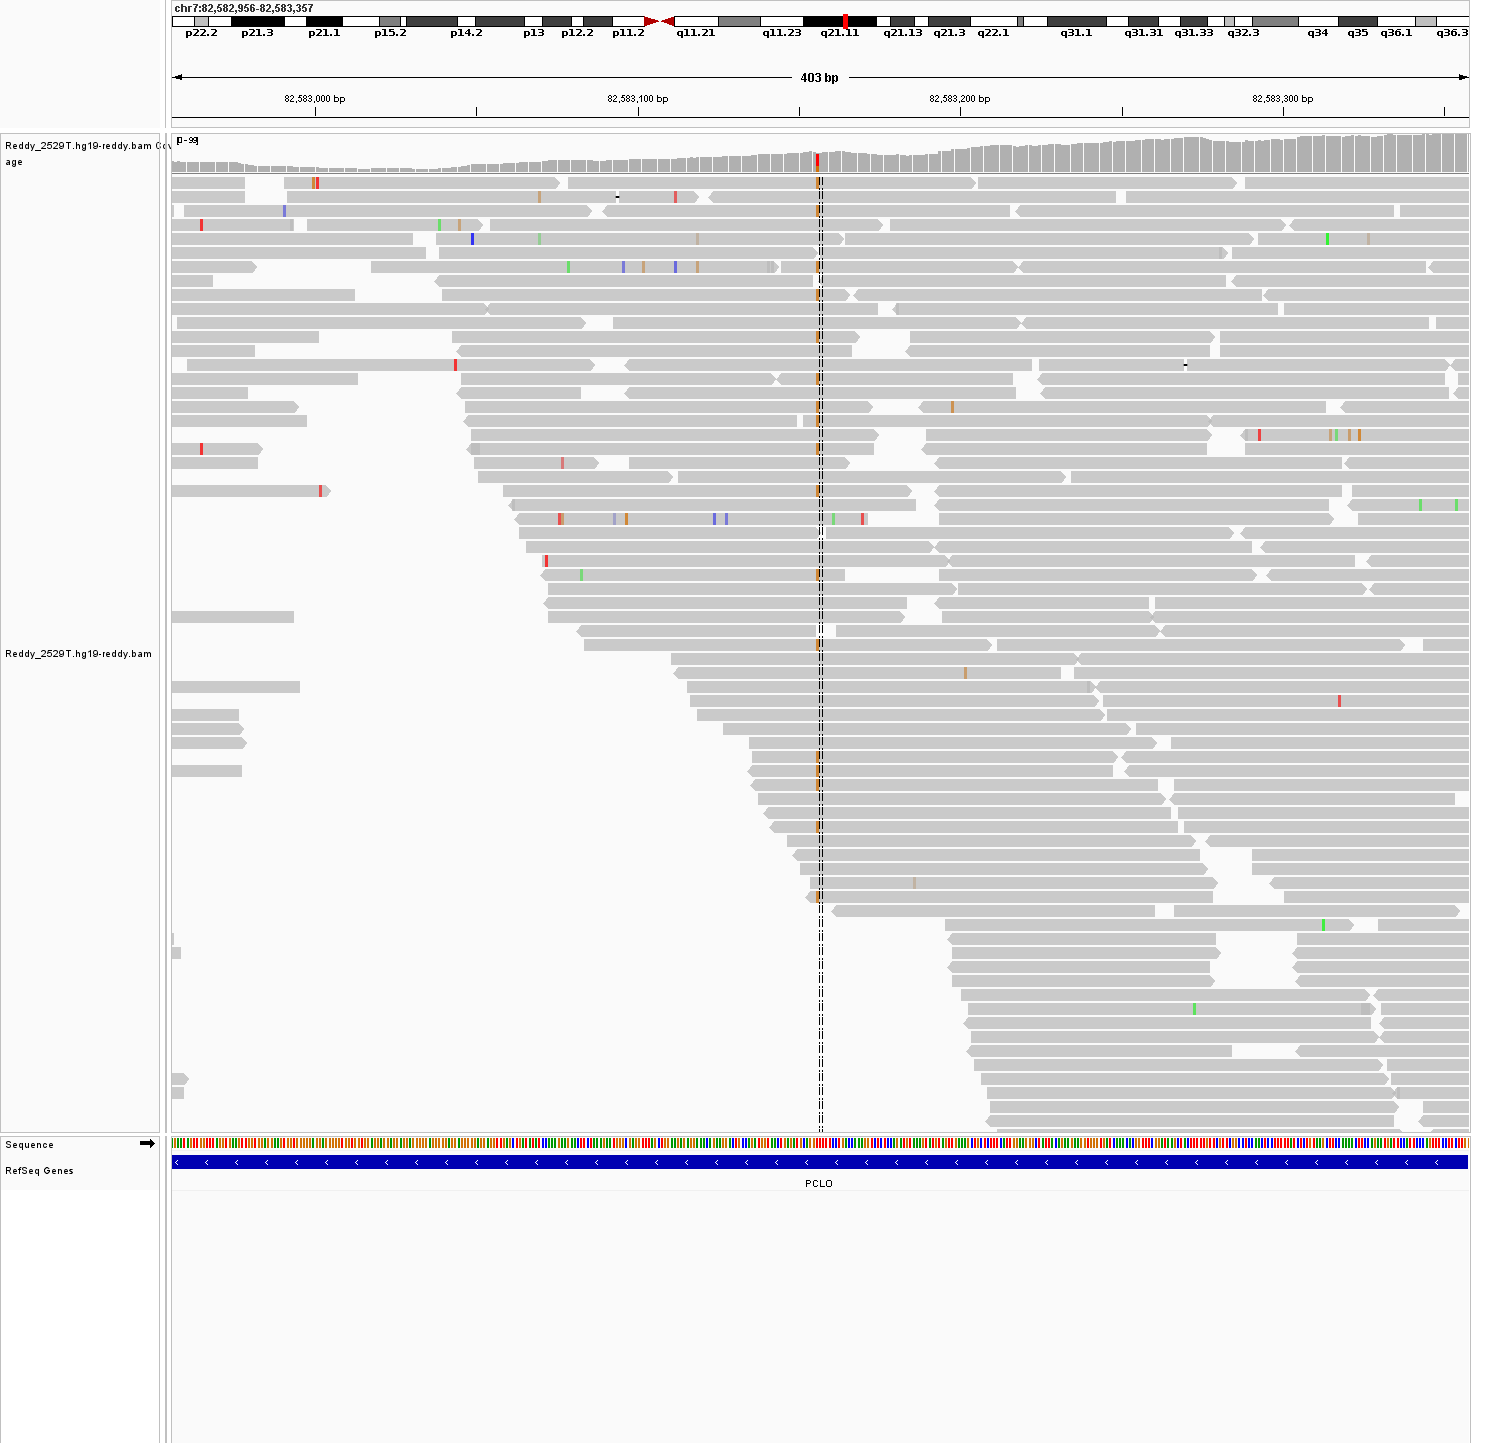 chr7:82,582,956-82,583,357
p22.2 p21.3 p21.1 p15.2 p14.2 p13 p12.2 p11.2 q11.21 q11.23 q21.11 q21.13 q21.3 q22.1 q31.1 q31.31 q31.33 q32.3 q34 q35 q36.1 q36.3
403 bp
82,583,000 bp 82,583,100 bp 82,583,200 bp 82,583,300 bp
[0-99]
Reddy_2529T.hg19-reddy.bam Cov
age
Reddy_2529T.hg19-reddy.bam
Sequence
RefSeq Genes
PCLO